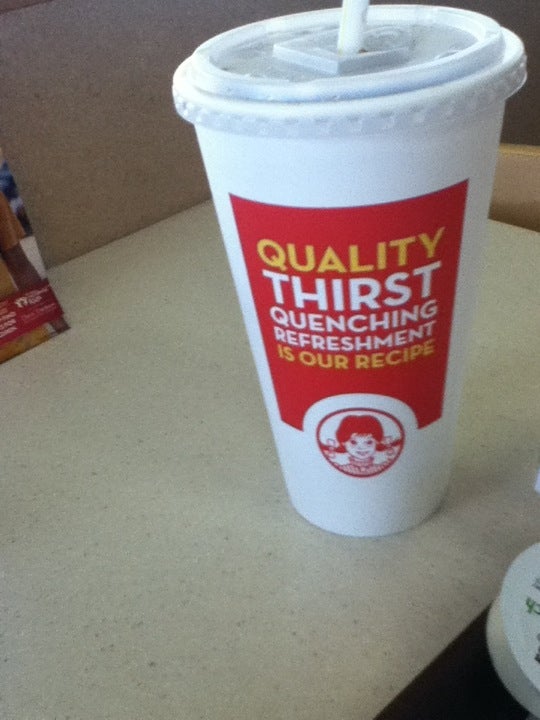 QUALITY
THIRST
QUENCHING
REFRESHMENT
IS OUR RECIPE